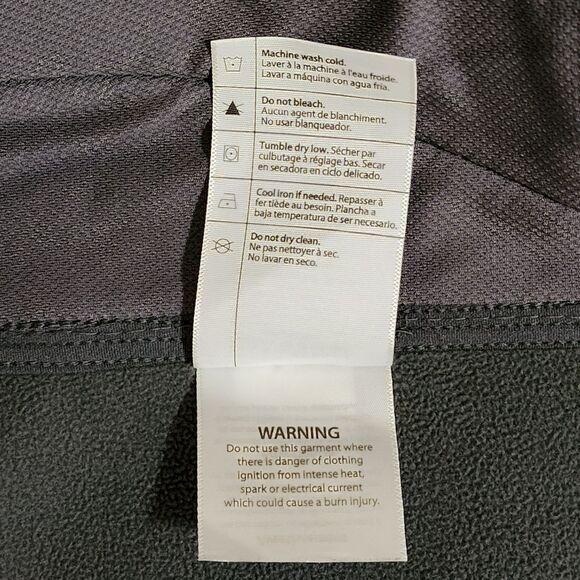 Machine wash cold.
Laver à la machine à l'eau froide.
Lavar a máquina con agua fria.
Do not bleach.
Aucun agent de blanchiment.
No usar blanqueador.
Tumble dry low. Sécher par
culbutage à réglage bas. Secar
en secadora en ciclo delicado.
Cool iron if needed. Repasser à
fer tiède au besoin. Plancha a
baja temperatura de ser necesario.
Do not dry clean.
Ne pas nettoyer à sec.
No lavar en seco.
WARNING
Do not use this garment where
there is danger of clothing
ignition from intense heat,
spark or electrical current
which could cause a burn injury.